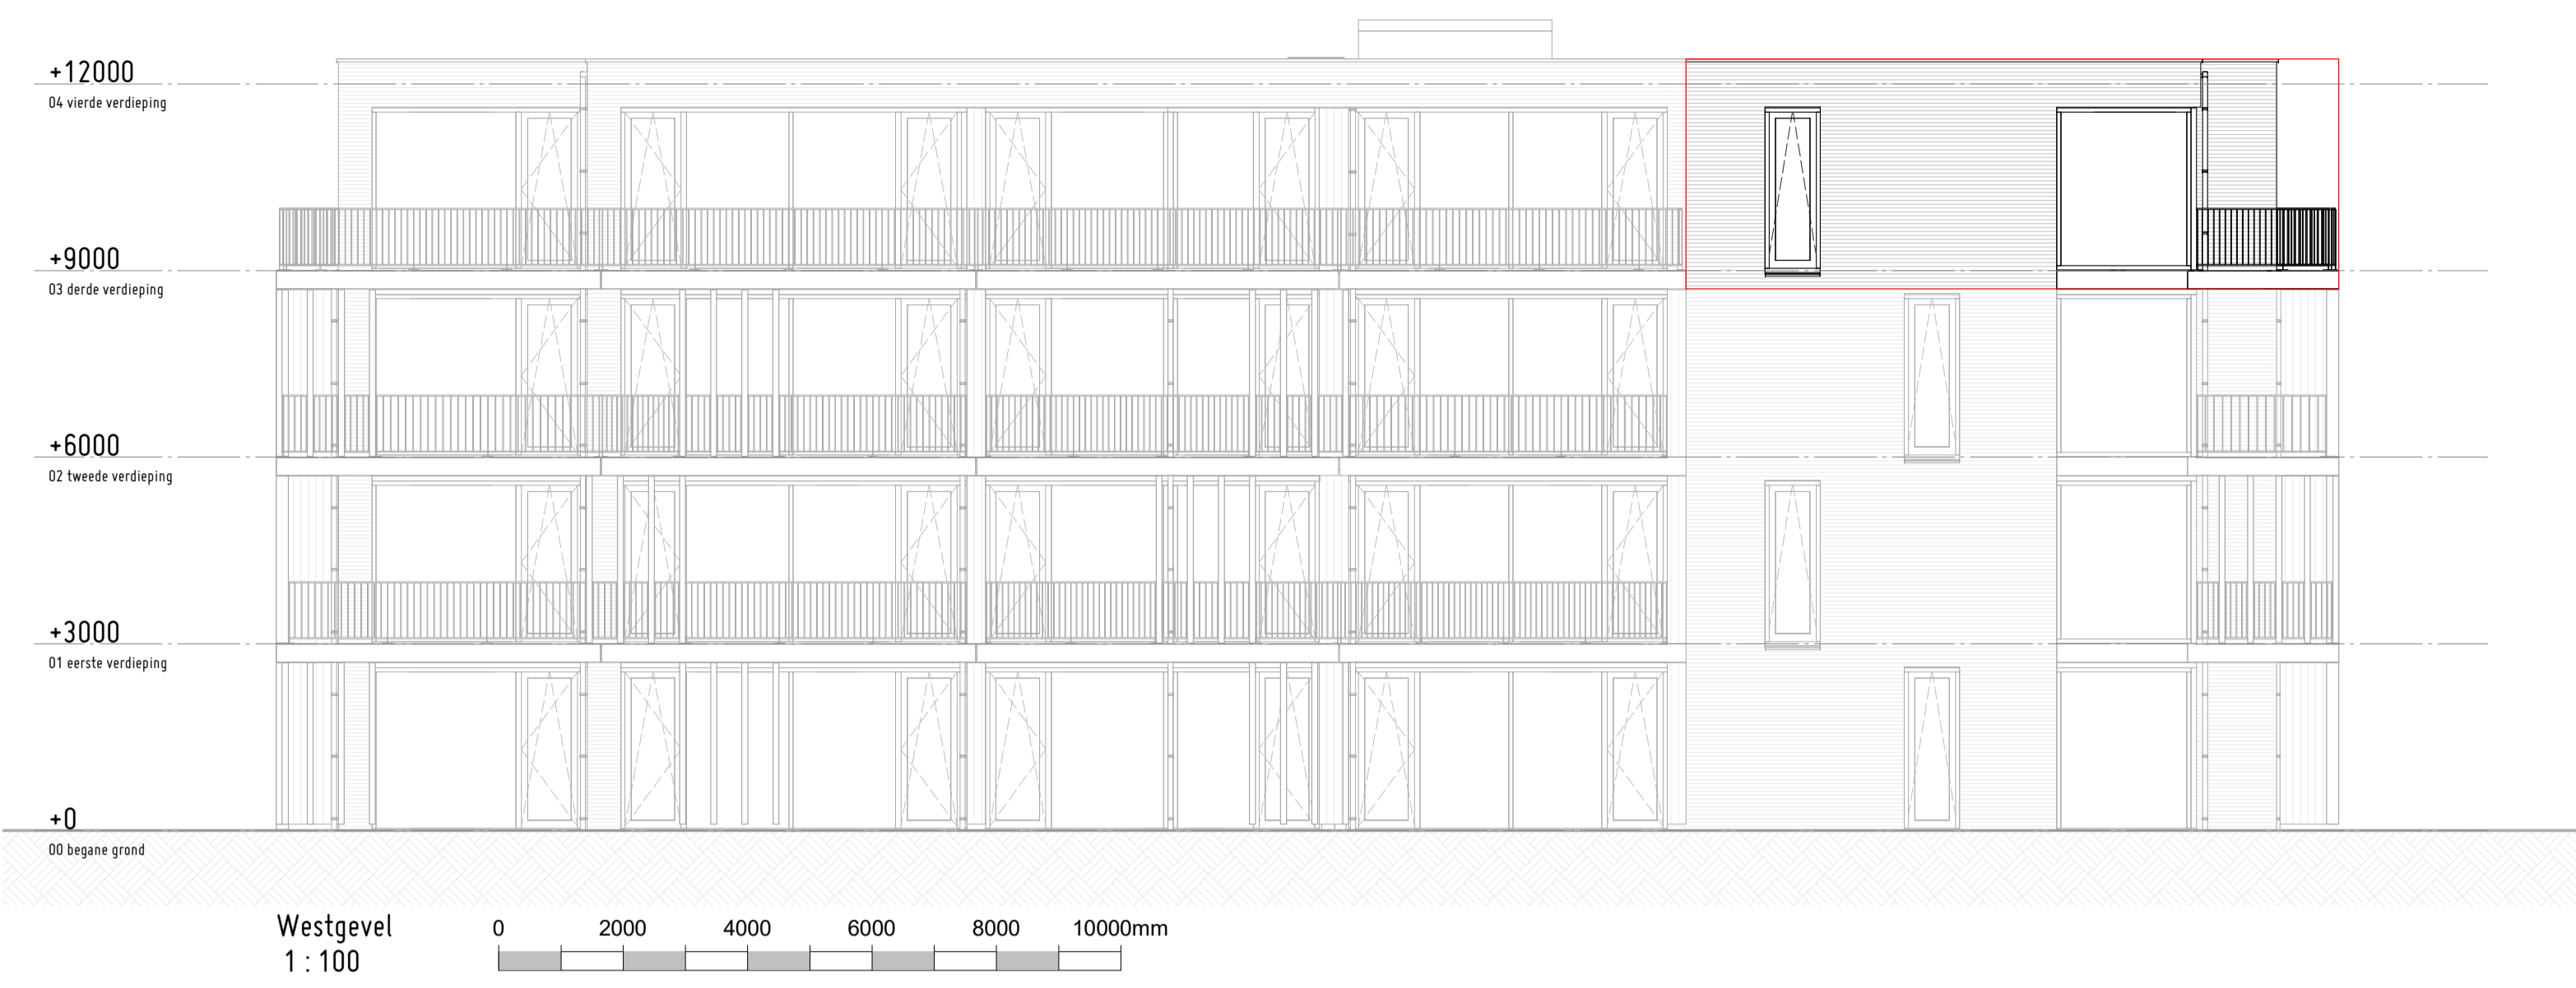 +12000
04 vierde verdieping
+9000
03 derde verdieping
+6000
02 tweede verdieping
+3000
01 eerste verdieping
+0
00 begane grond
Westgevel
1 : 100
0 2000 4000 6000 8000 10000mm